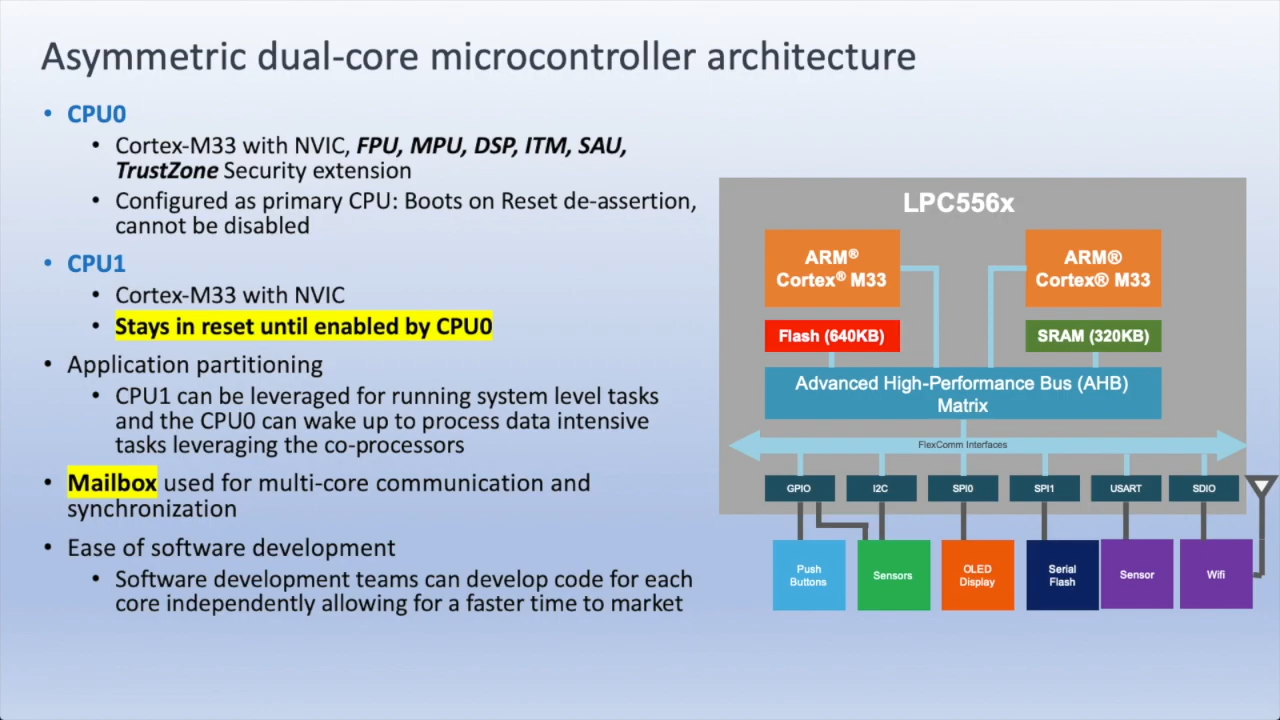 Asymmetric dual-core microcontroller architecture
• CPU0
• Cortex-M33 with NVIC, FPU, MPU, DSP, ITM, SAU,
TrustZone Security extension
• Configured as primary CPU: Boots on Reset de-assertion,
cannot be disabled
• CPU1
• Cortex-M33 with NVIC
• Stays in reset until enabled by CPU0
• Application partitioning
• CPU1 can be leveraged for running system level tasks
and the CPU0 can wake up to process data intensive
tasks leveraging the co-processors
• Mailbox used for multi-core communication and
synchronization
• Ease of software development
• Software development teams can develop code for each
core independently allowing for a faster time to market
LPC556x
ARM®
Cortex® M33
ARM®
Cortex® M33
Flash (640KB)
SRAM (320KB)
Advanced High-Performance Bus (AHB)
Matrix
FlexComm Interfaces
GPIO
I2C
SPI0
SPI1
USART
SDIO
Push
Buttons
Sensors
OLED
Display
Serial
Flash
Sensor
Wifi